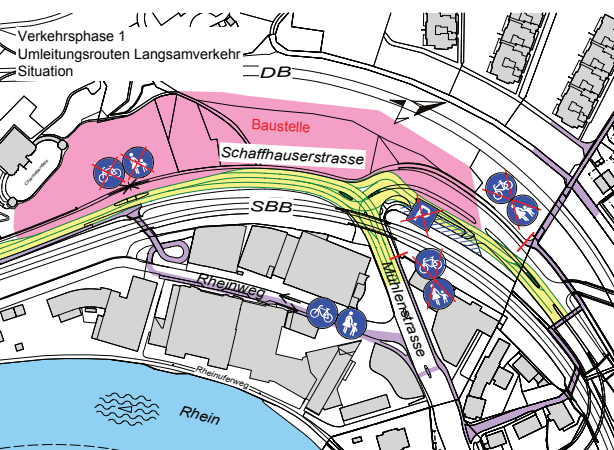 Verkehrsphase 1
Umleitungsrouten Langsamverkehr
Situation
DB
Baustelle
Schaffhauserstrasse
SBB
Rheinweg
Mühlenstrasse
Rheinuferweg
Rhein